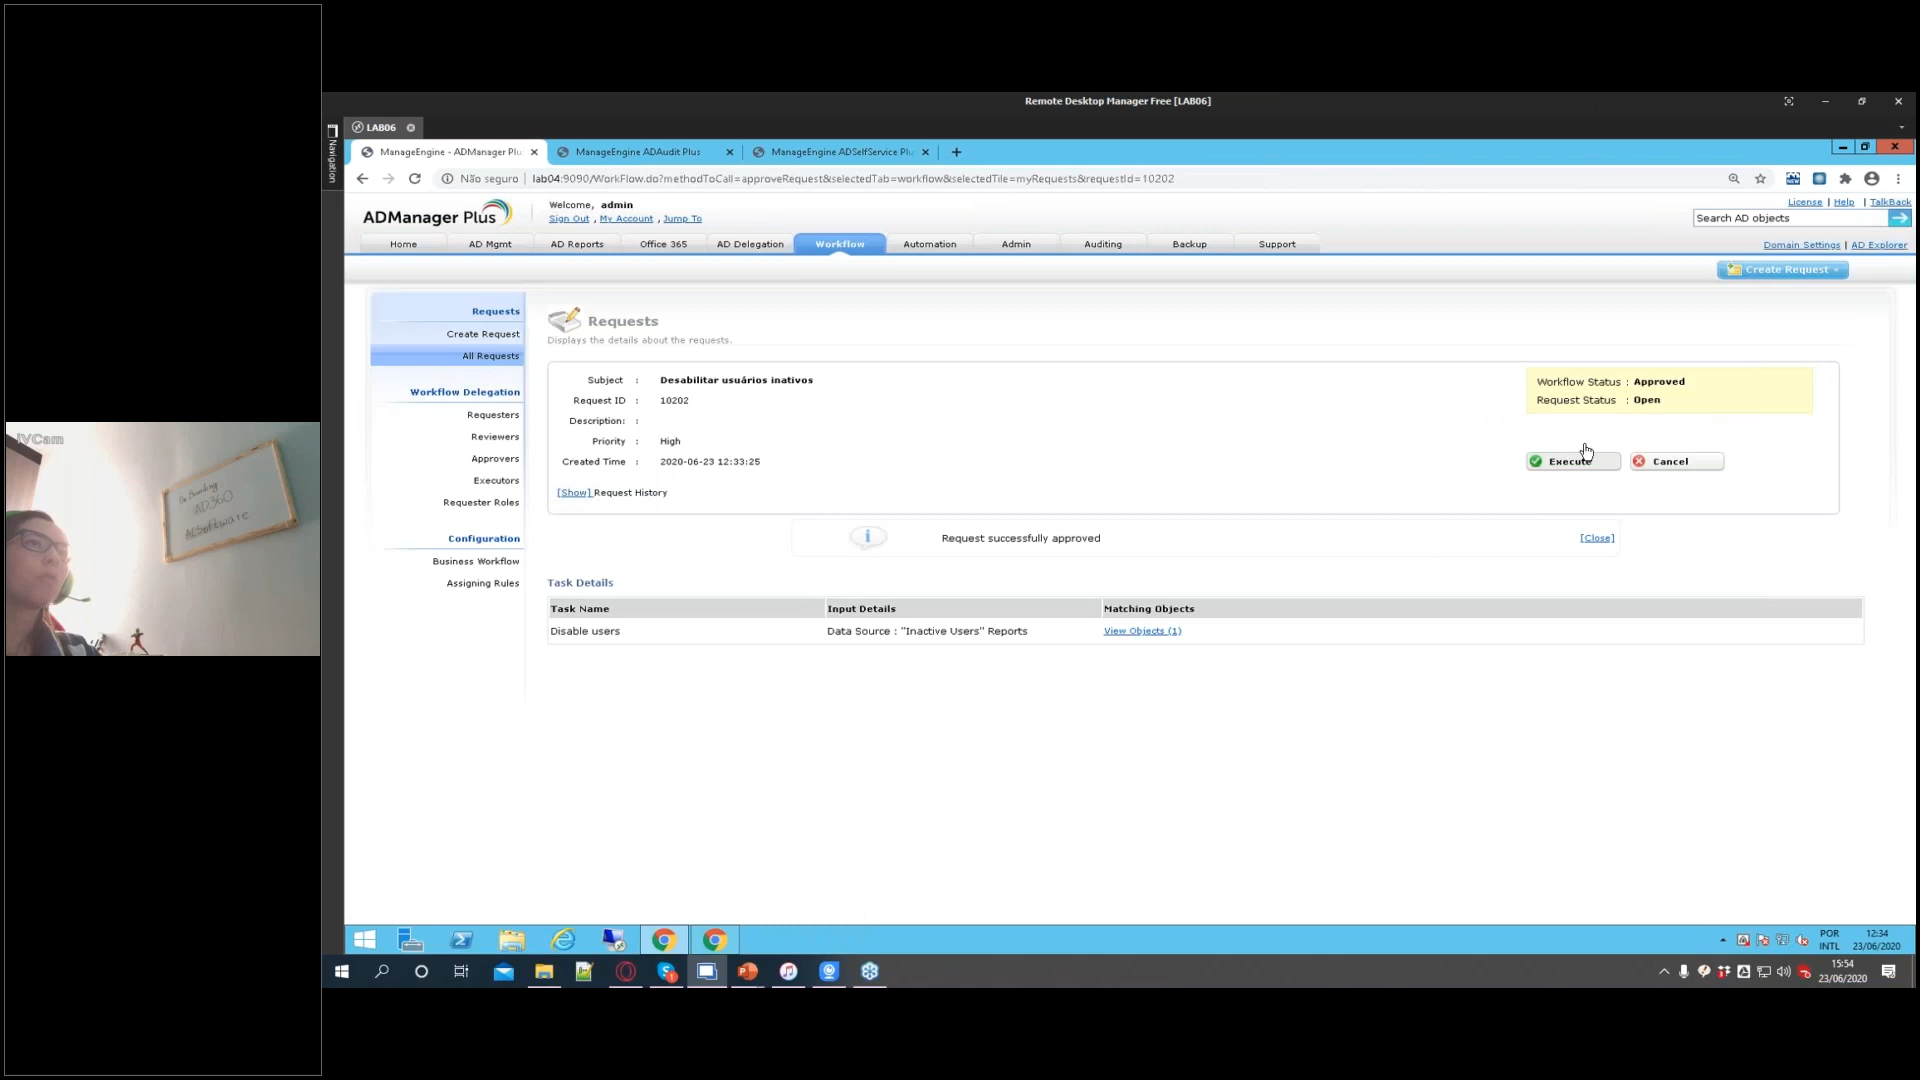 Remote Desktop Manager Free [LAB06]
Navigation
LAB06
ManageEngine - ADManager Plu
ManageEngine ADAudit Plus
ManageEngine ADSelfService Plu
Não seguro
lab04:9090/WorkFlow.do?methodToCall=approveRequest&selectedTab=workflow&selectedTile=myRequests&requestId=10202
ADManager Plus
Welcome, admin
Sign Out , My Account , Jump To
License | Help | TalkBack
Search AD objects
Home
AD Mgmt
AD Reports
Office 365
AD Delegation
Workflow
Automation
Admin
Auditing
Backup
Support
Domain Settings | AD Explorer
Create Request
Requests
Create Request
All Requests
Workflow Delegation
Requesters
Reviewers
Approvers
Executors
Requester Roles
Configuration
Business Workflow
Assigning Rules
Requests
Displays the details about the requests.
Subject : Desabilitar usuários inativos
Request ID : 10202
Description: :
Priority : High
Created Time : 2020-06-23 12:33:25
[Show] Request History
Workflow Status : Approved
Request Status : Open
Execute
Cancel
Request successfully approved
[Close]
Task Details
Task Name
Input Details
Matching Objects
Disable users
Data Source : "Inactive Users" Reports
View Objects (1)
iVCam
On Boarding
AD360
ACSoftware
POR
INTL
12:34
23/06/2020
15:54
23/06/2020